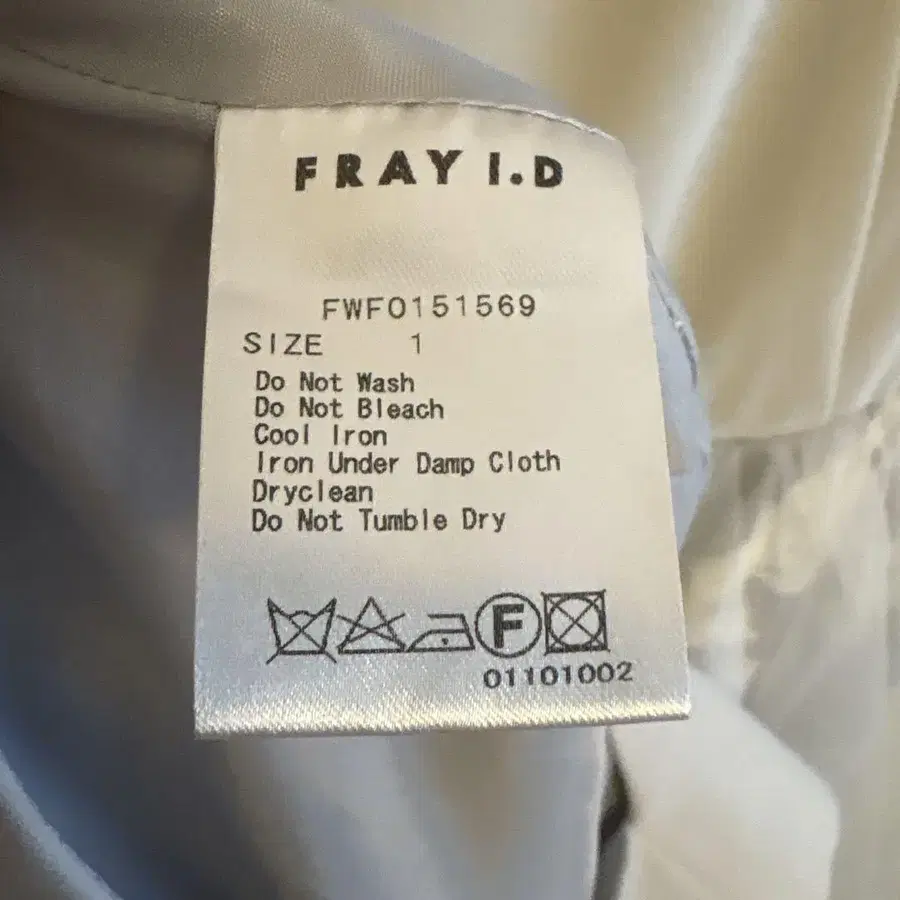 FRAY I.D
FWF0151569
SIZE 1
Do Not Wash
Do Not Bleach
Cool Iron
Iron Under Damp Cloth
Dryclean
Do Not Tumble Dry
F
01101002